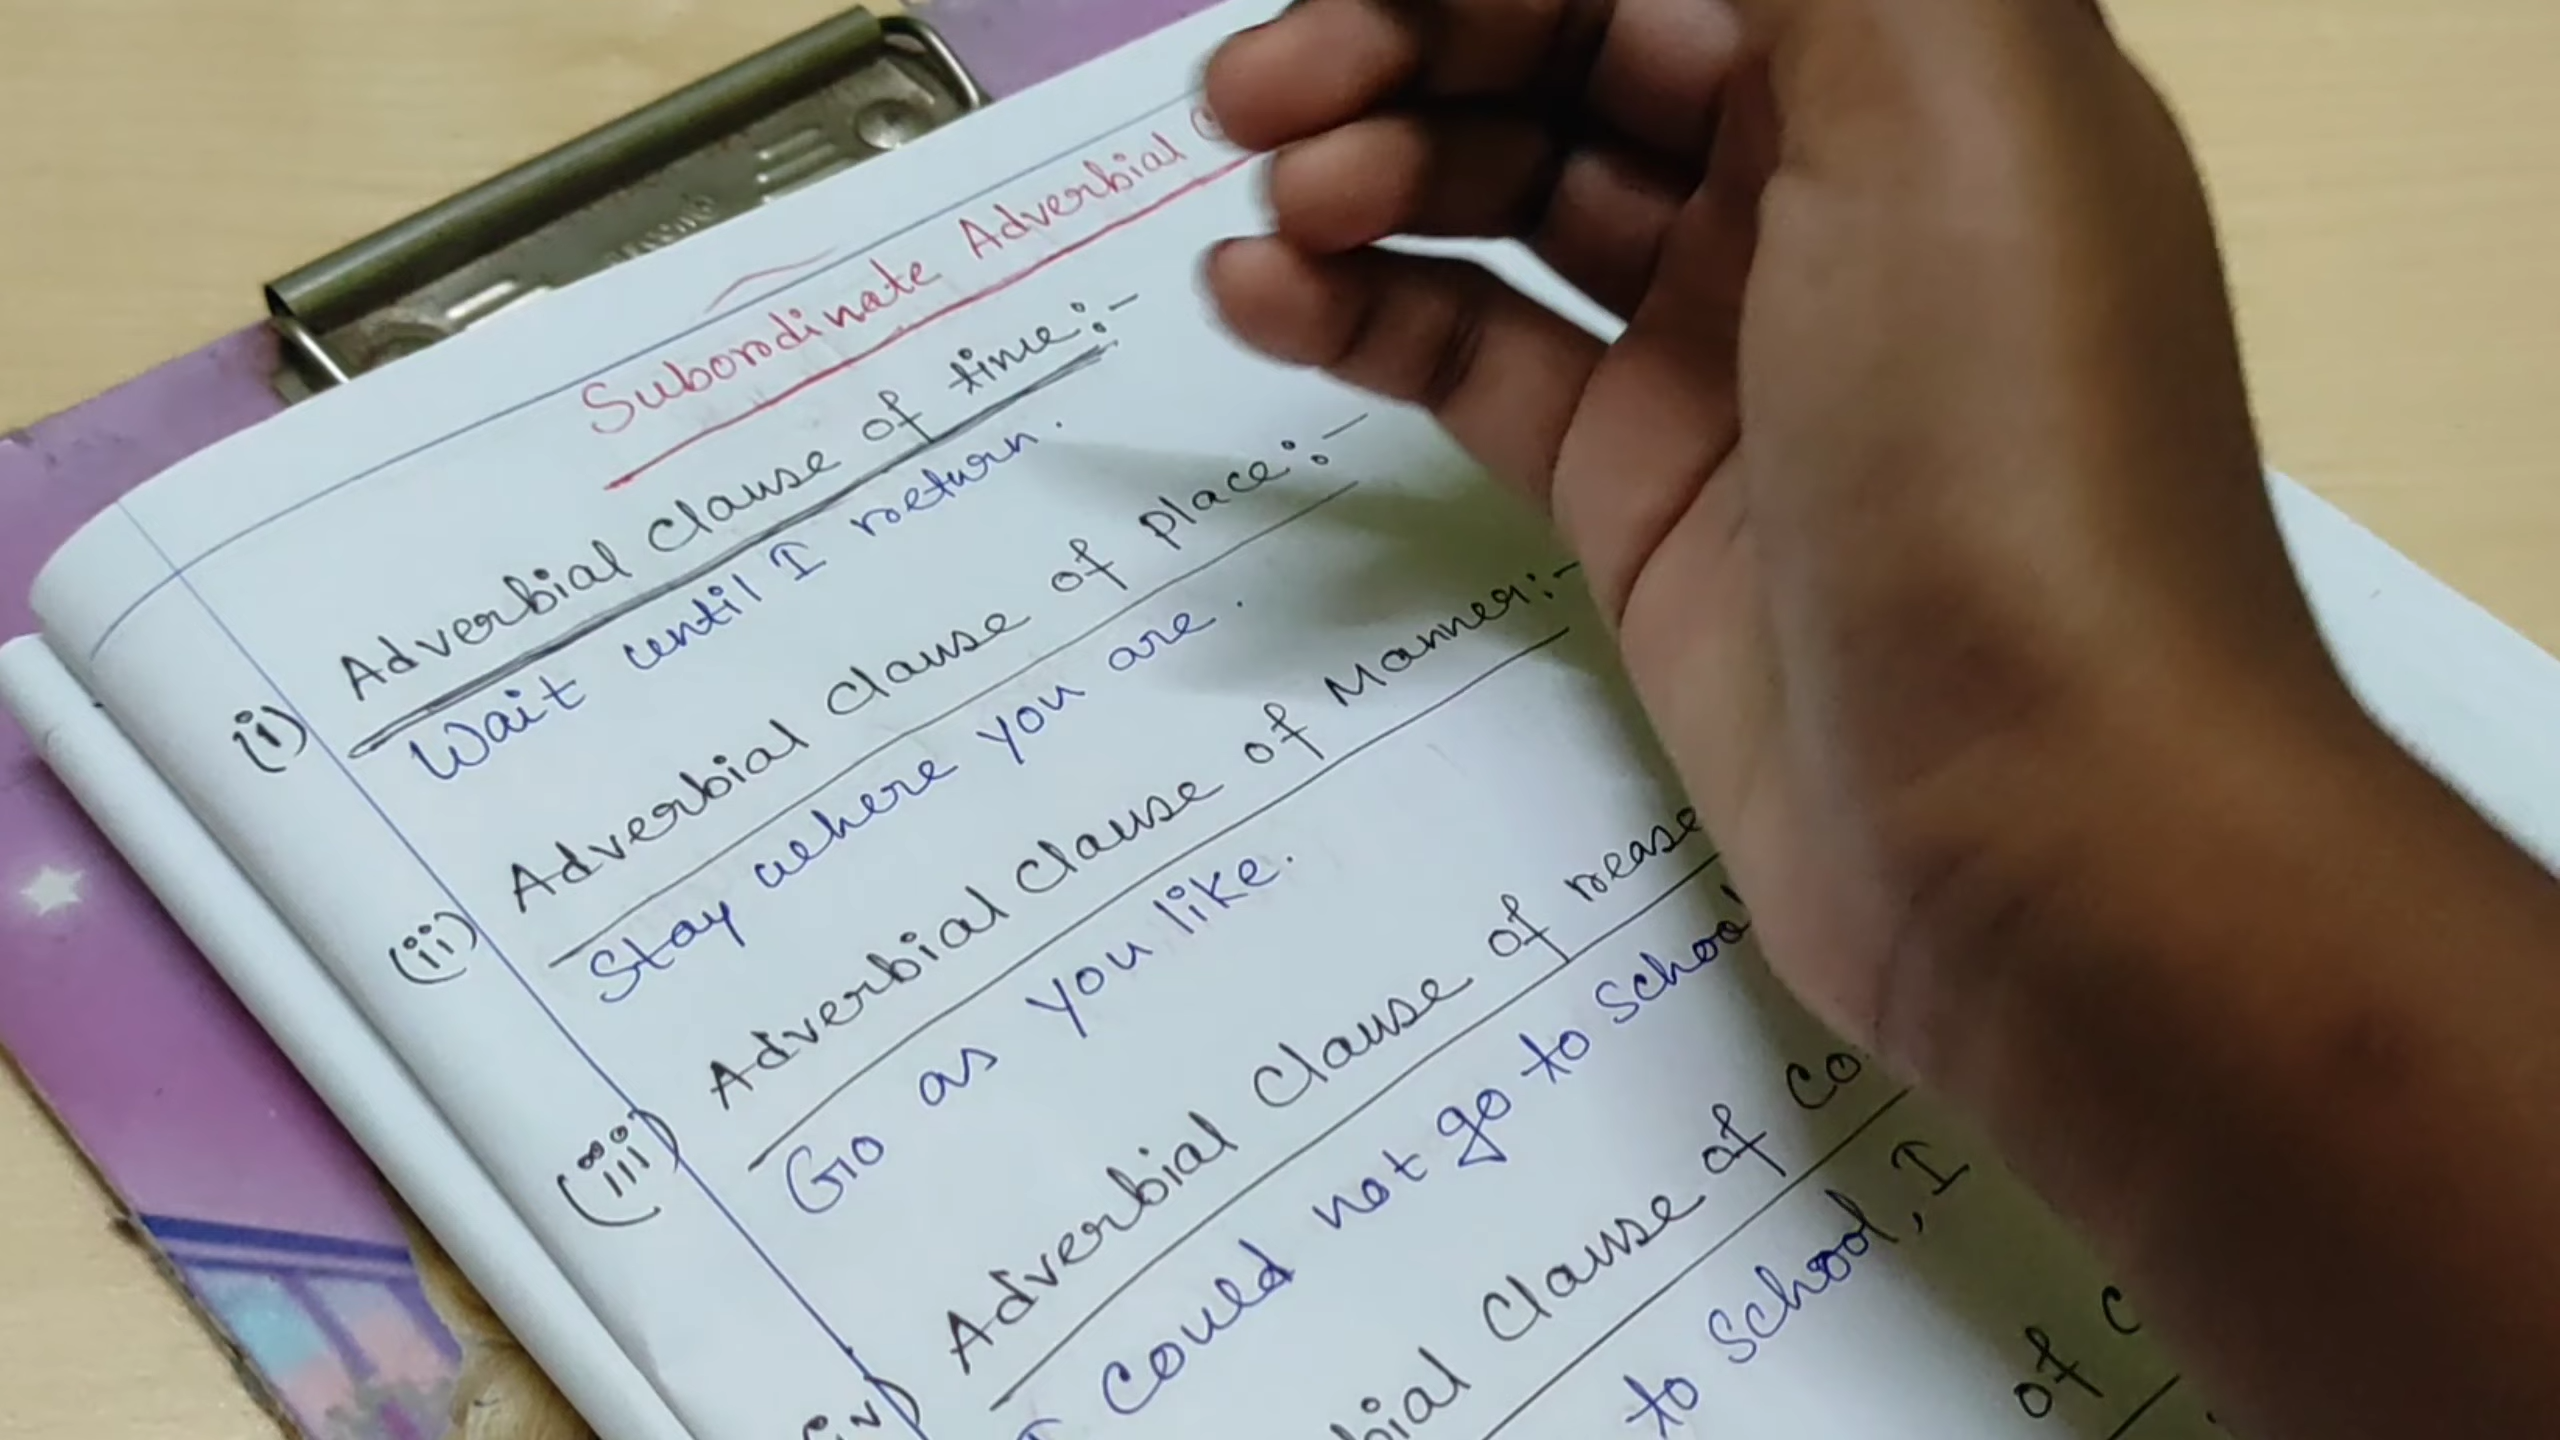 Subordinate Adverbial
(i) Adverbial Clause of time:-
Wait until I return.
(ii) Adverbial Clause of place:-
Stay where you are.
(iii) Adverbial Clause of Manner:-
Go as you like.
(iv) Adverbial Clause of
I could not go to school
Clause of
to school, I
of